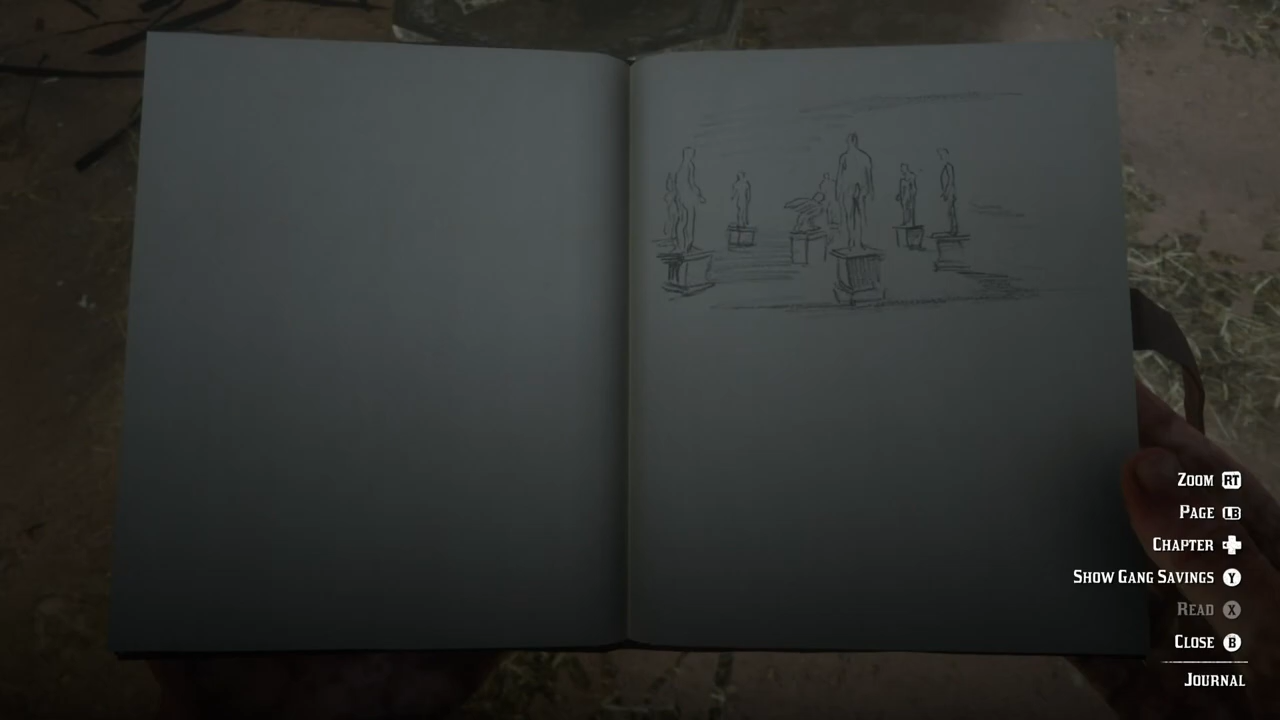 Zoom RT
Page LB
Chapter
Show Gang Savings Y
Read X
Close B
Journal